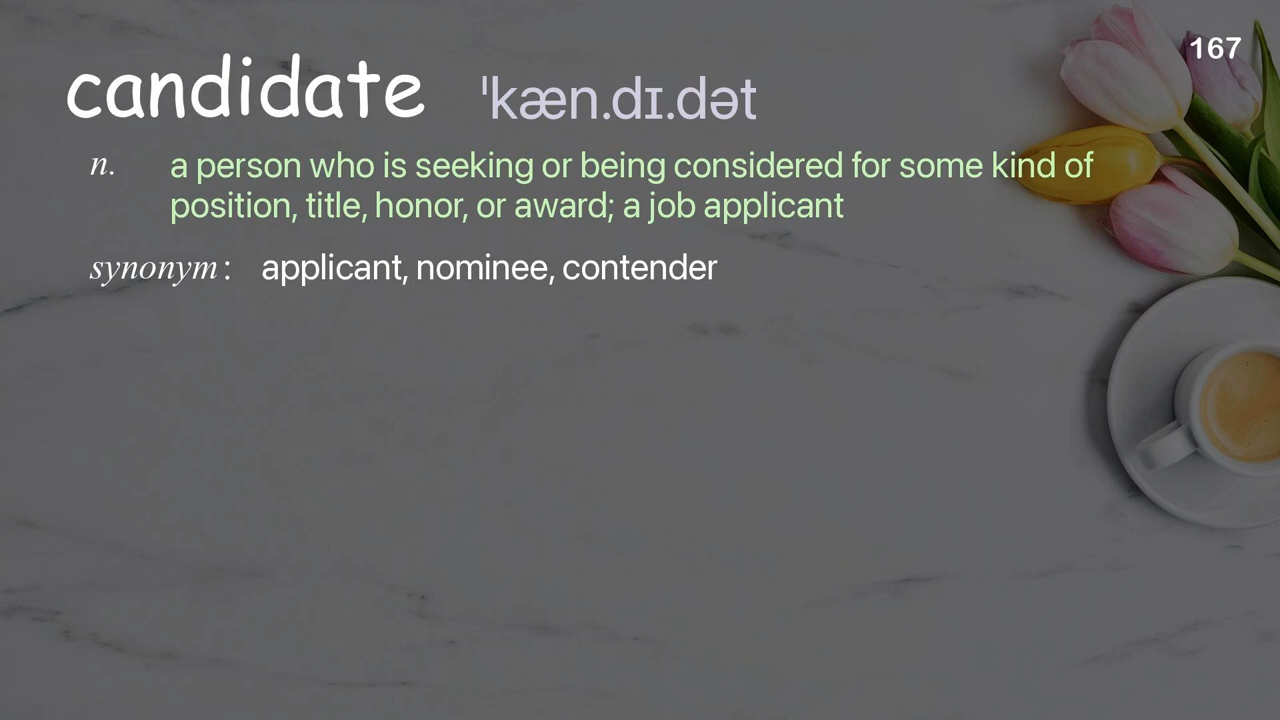 167
candidate ˈkæn.dɪ.dət
n. a person who is seeking or being considered for some kind of
position, title, honor, or award; a job applicant
synonym: applicant, nominee, contender